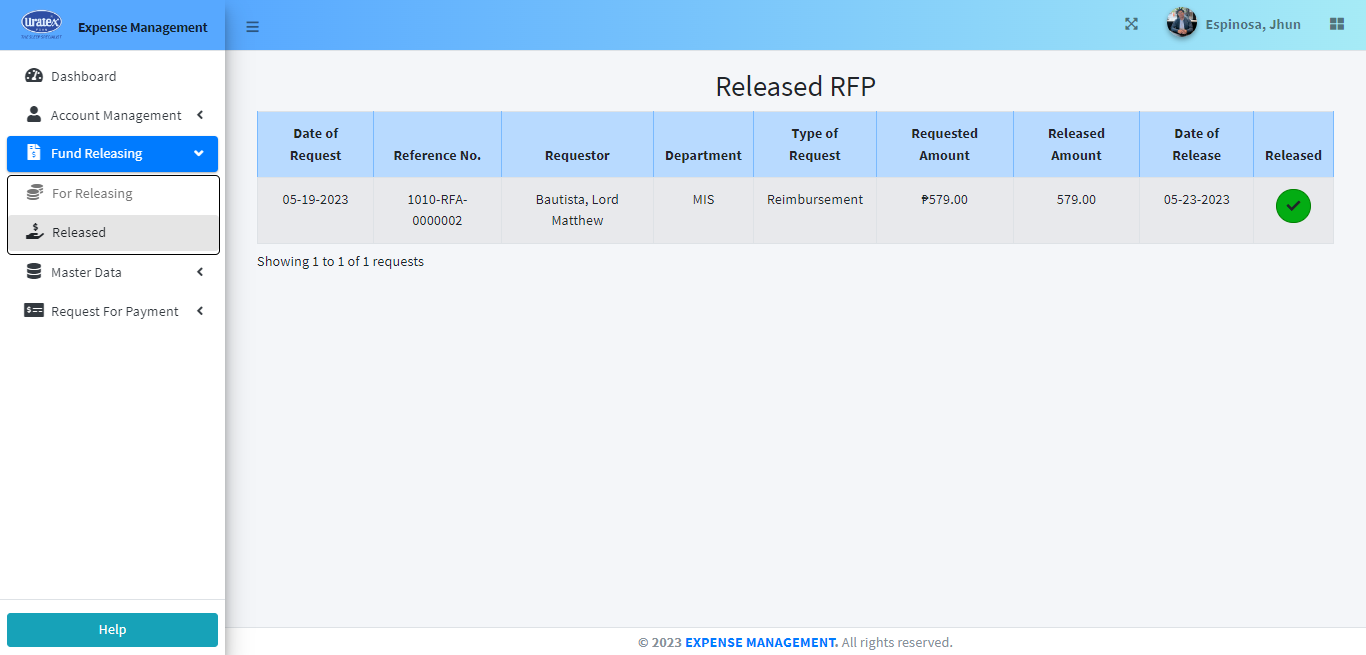 uratex
Expense Management
Espinosa, Jhun
Dashboard
Account Management
Fund Releasing
For Releasing
Released
Master Data
Request For Payment
Help
Released RFP
Date of
Request
Reference No.
Requestor
Department
Type of
Request
Requested
Amount
Released
Amount
Date of
Release
Released
05-19-2023
1010-RFA-
0000002
Bautista, Lord
Matthew
MIS
Reimbursement
₱579.00
579.00
05-23-2023
Showing 1 to 1 of 1 requests
© 2023 EXPENSE MANAGEMENT. All rights reserved.